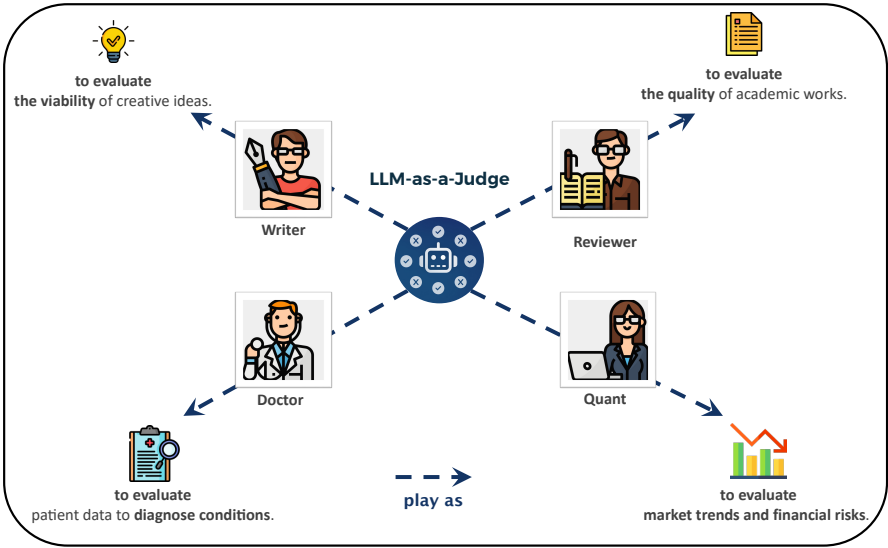 to evaluate
the viability of creative ideas.
to evaluate
the quality of academic works.
LLM-as-a-Judge
Writer
Reviewer
Doctor
Quant
to evaluate
patient data to diagnose conditions.
play as
to evaluate
market trends and financial risks.